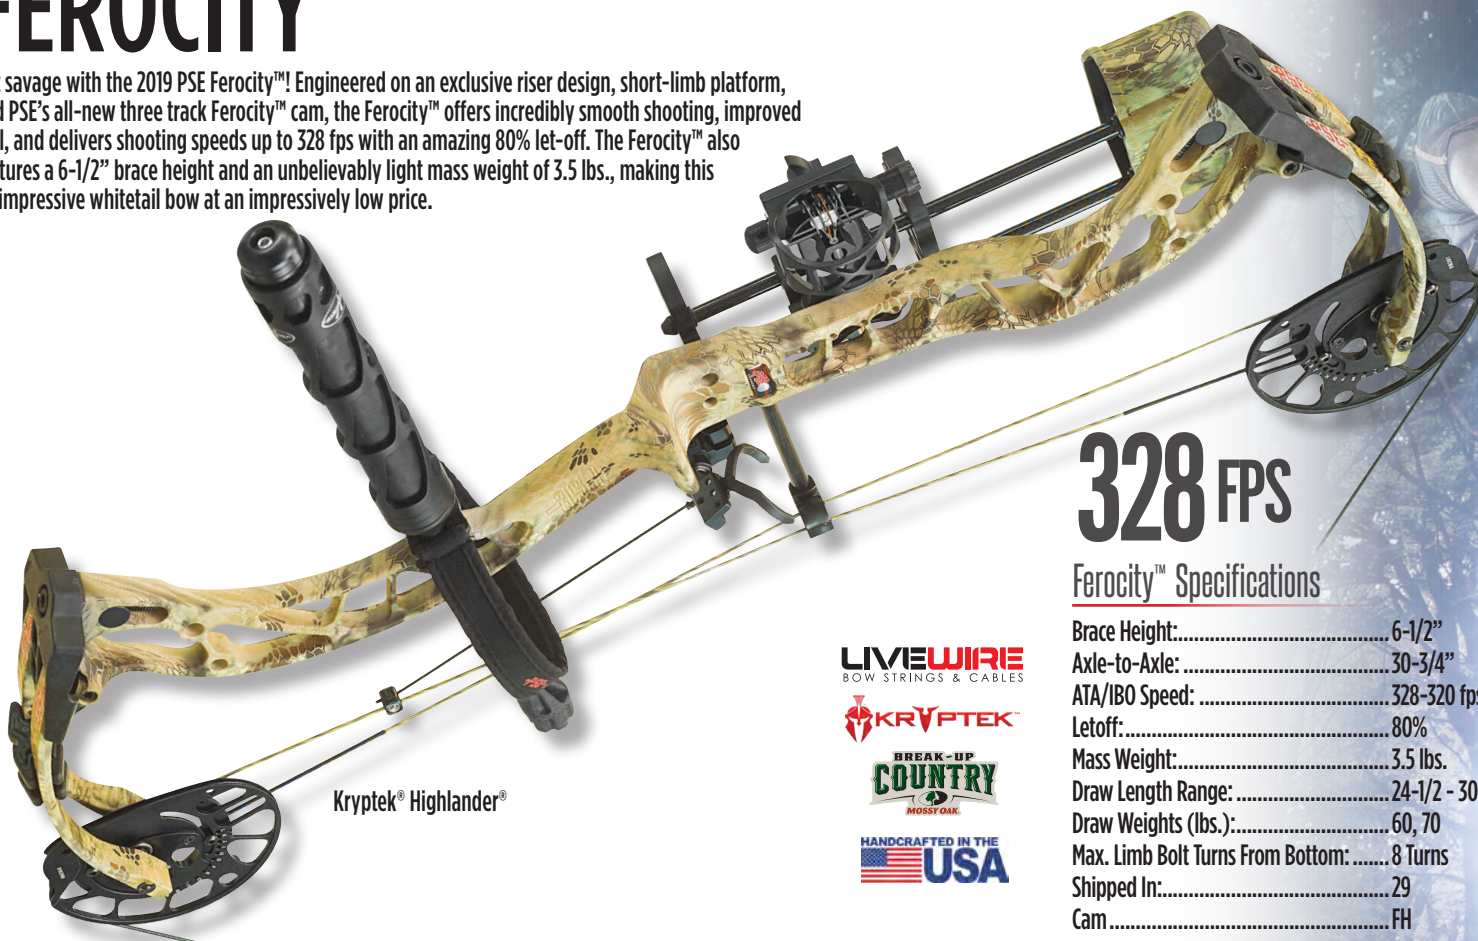 FEROCITY
savage with the 2019 PSE Ferocity™! Engineered on an exclusive riser design, short-limb platform,
PSE’s all-new three track Ferocity™ cam, the Ferocity™ offers incredibly smooth shooting, improved
and delivers shooting speeds up to 328 fps with an amazing 80% let-off. The Ferocity™ also
tures a 6-1/2” brace height and an unbelievably light mass weight of 3.5 lbs., making this
impressive whitetail bow at an impressively low price.
328 FPS
Ferocity™ Specifications
Brace Height:........................................ 6-1/2”
Axle-to-Axle: ....................................... 30-3/4”
ATA/IBO Speed: .................................... 328-320 fps
Letoff:.................................................. 80%
Mass Weight:........................................ 3.5 lbs.
Draw Length Range: ............................. 24-1/2 - 30
Draw Weights (lbs.):............................. 60, 70
Max. Limb Bolt Turns From Bottom: ....... 8 Turns
Shipped In:........................................... 29
Cam..................................................... FH
LIVEWIRE
BOW STRINGS & CABLES
KRYPTEK™
BREAK-UP
COUNTRY
MOSSY OAK
HANDCRAFTED IN THE
USA
Kryptek® Highlander®